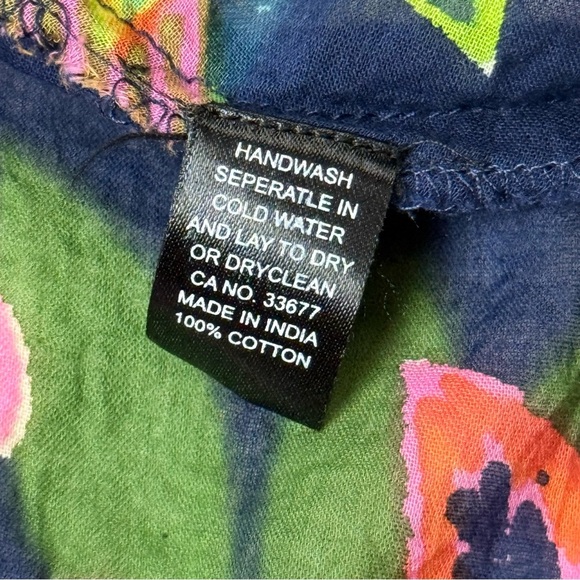 HANDWASH
SEPERATLE IN
COLD WATER
AND LAY TO DRY
OR DRYCLEAN
CA NO. 33677
MADE IN INDIA
100% COTTON